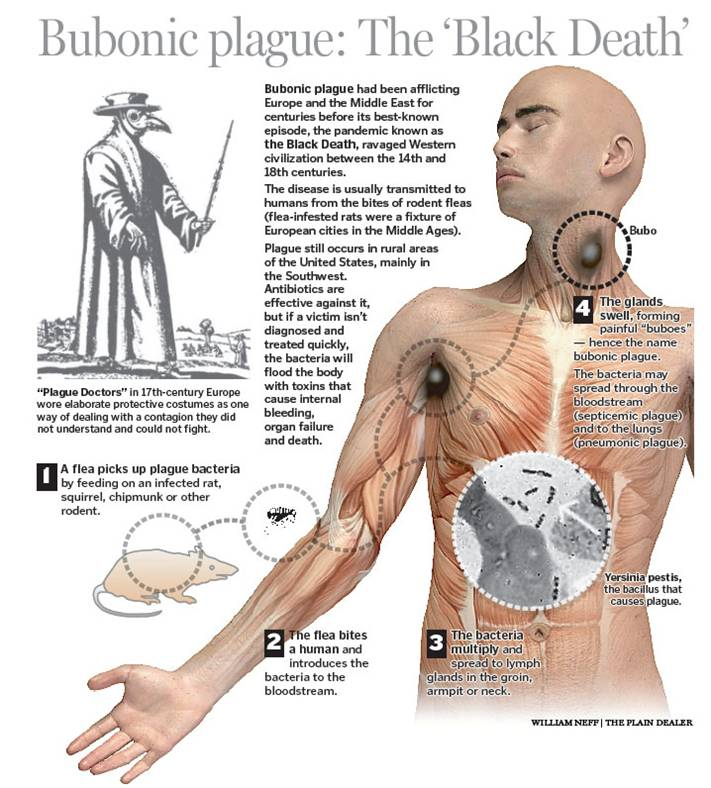 Bubonic plague: The ‘Black Death’
Bubonic plague had been afflicting
Europe and the Middle East for
centuries before its best-known
episode, the pandemic known as
the Black Death, ravaged Western
civilization between the 14th and
18th centuries.
The disease is usually transmitted to
humans from the bites of rodent fleas
(flea-infested rats were a fixture of
European cities in the Middle Ages).
Plague still occurs in rural areas
of the United States, mainly in
the Southwest.
Antibiotics are
effective against it,
but if a victim isn’t
diagnosed and
treated quickly,
the bacteria will
flood the body
with toxins that
cause internal
bleeding,
organ failure
and death.
“Plague Doctors” in 17th-century Europe
wore elaborate protective costumes as one
way of dealing with a contagion they did
not understand and could not fight.
1 A flea picks up plague bacteria
by feeding on an infected rat,
squirrel, chipmunk or other
rodent.
2 The flea bites
a human and
introduces the
bacteria to the
bloodstream.
3 The bacteria
multiply and
spread to lymph
glands in the groin,
armpit or neck.
Bubo
4 The glands
swell, forming
painful “buboes”
— hence the name
bubonic plague.
The bacteria may
spread through the
bloodstream
(septicemic plague)
and to the lungs
(pneumonic plague).
Yersinia pestis,
the bacillus that
causes plague.
WILLIAM NEFF | THE PLAIN DEALER